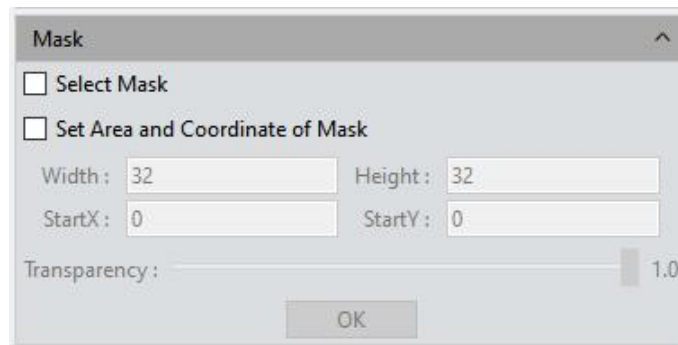 Mask
Select Mask
Set Area and Coordinate of Mask
Width : 32 Height : 32
StartX : 0 StartY : 0
Transparency : 1.0
OK